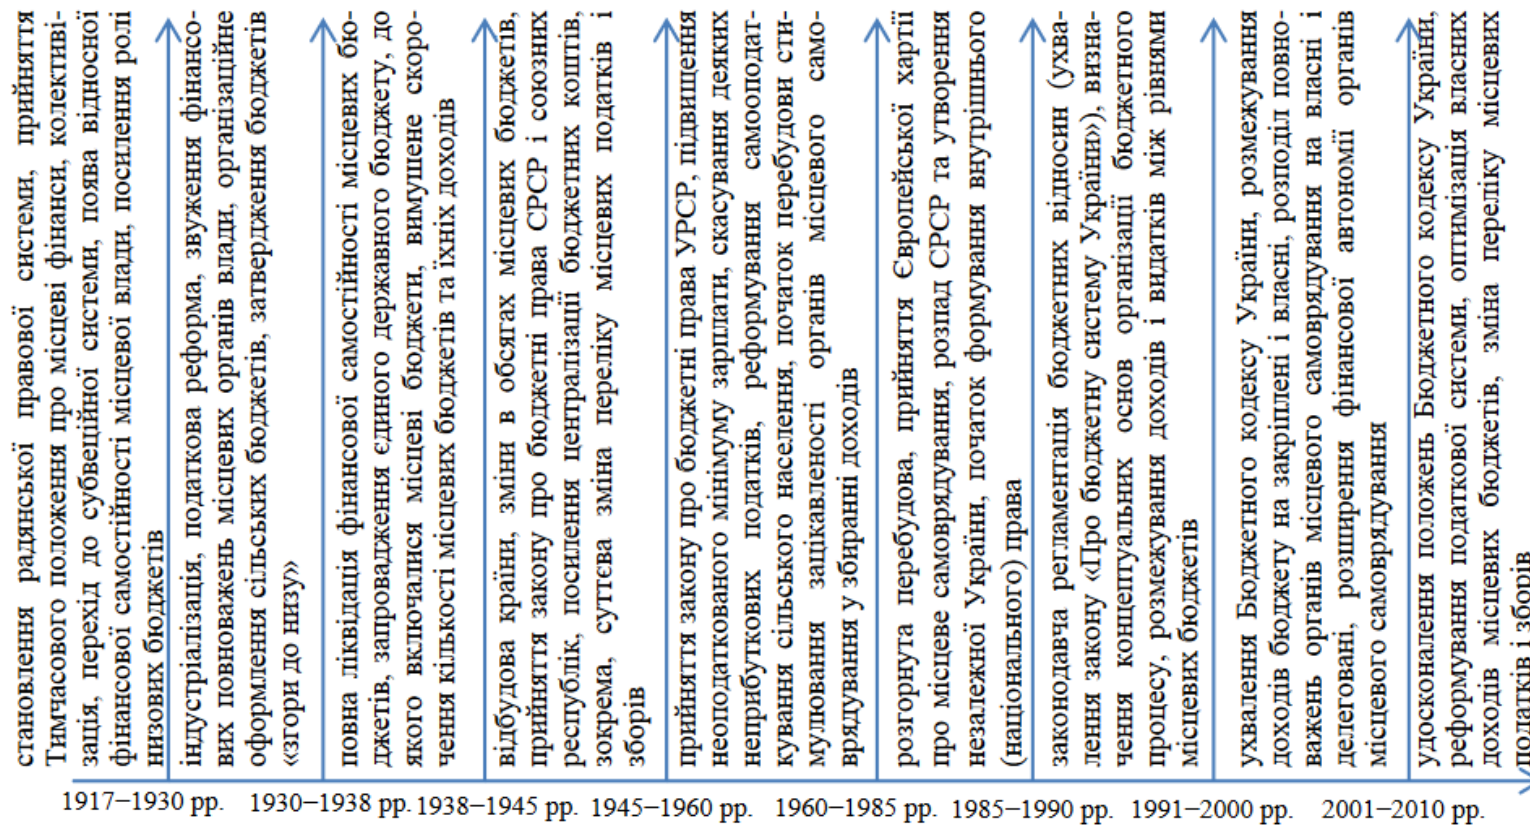 становлення радянської правової системи, прийняття
Тимчасового положення про місцеві фінанси, колективі-
зація, перехід до субвеційної системи, поява відносної
фінансової самостійності місцевої влади, посилення ролі
низових бюджетів
індустріалізація, податкова реформа, звуження фінансо-
вих повноважень місцевих органів влади, організаційне
оформлення сільських бюджетів, затвердження бюджетів
«згори до низу»
повна ліквідація фінансової самостійності місцевих бю-
джетів, запровадження єдиного державного бюджету, до
якого включалися місцеві бюджети, вимушене скоро-
чення кількості місцевих бюджетів та їхніх доходів
відбудова країни, зміни в обсягах місцевих бюджетів,
прийняття закону про бюджетні права СРСР і союзних
республік, посилення централізації бюджетних коштів,
зокрема, суттєва зміна переліку місцевих податків і
зборів
прийняття закону про бюджетні права УРСР, підвищення
неоподаткованого мінімуму зарплати, скасування деяких
неприбуткових податків, реформування самооподат-
кування сільського населення, початок перебудови сти-
мулювання зацікавленості органів місцевого само-
врядування у збиранні доходів
розгорнута перебудова, прийняття Європейської хартії
про місцеве самоврядування, розпад СРСР та утворення
незалежної України, початок формування внутрішнього
(національного) права
законодавча регламентація бюджетних відносин (ухва-
лення закону «Про бюджетну систему України»), визна-
чення концептуальних основ організації бюджетного
процесу, розмежування доходів і видатків між рівнями
місцевих бюджетів
ухвалення Бюджетного кодексу України, розмежування
доходів бюджету на закріплені і власні, розподіл повно-
важень органів місцевого самоврядування на власні і
делеговані, розширення фінансової автономії органів
місцевого самоврядування
удосконалення положень Бюджетного кодексу України,
реформування податкової системи, оптимізація власних
доходів місцевих бюджетів, зміна переліку місцевих
податків і зборів
1917–1930 рр.
1930–1938 рр.
1938–1945 рр.
1945–1960 рр.
1960–1985 рр.
1985–1990 рр.
1991–2000 рр.
2001–2010 рр.